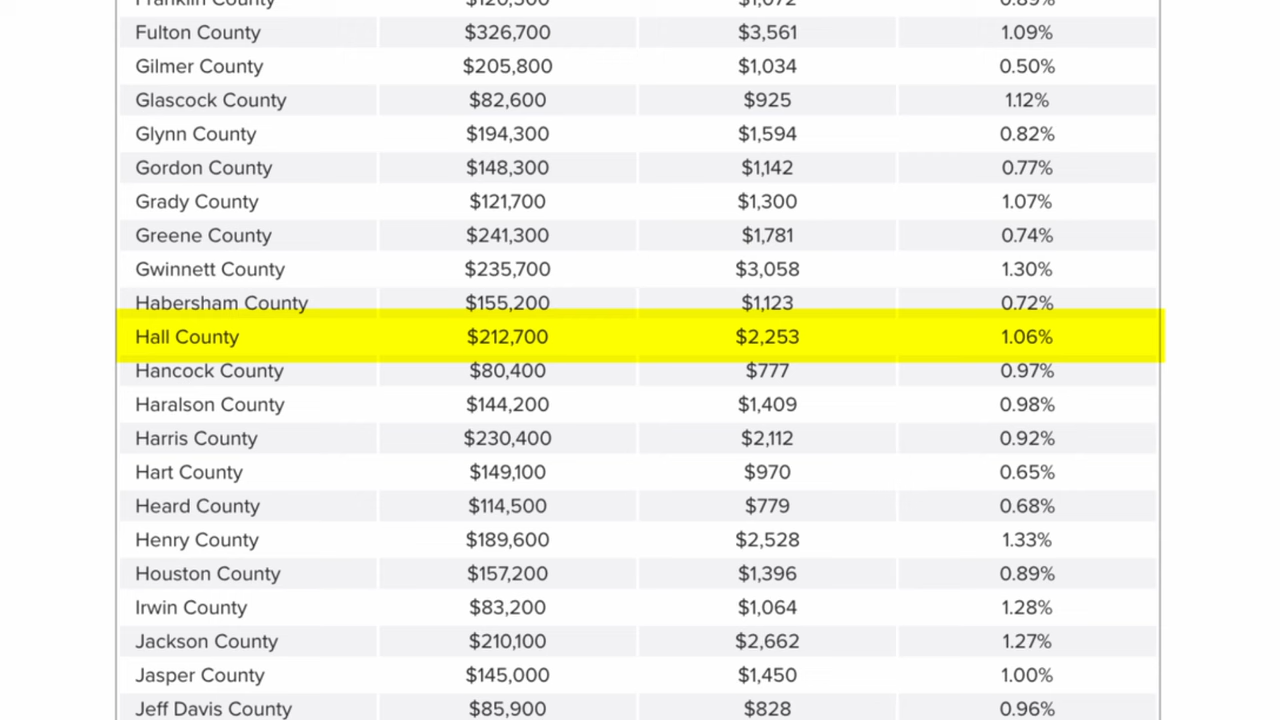 Franklin County $120,500 $1,072 0.89%
Fulton County $326,700 $3,561 1.09%
Gilmer County $205,800 $1,034 0.50%
Glascock County $82,600 $925 1.12%
Glynn County $194,300 $1,594 0.82%
Gordon County $148,300 $1,142 0.77%
Grady County $121,700 $1,300 1.07%
Greene County $241,300 $1,781 0.74%
Gwinnett County $235,700 $3,058 1.30%
Habersham County $155,200 $1,123 0.72%
Hall County $212,700 $2,253 1.06%
Hancock County $80,400 $777 0.97%
Haralson County $144,200 $1,409 0.98%
Harris County $230,400 $2,112 0.92%
Hart County $149,100 $970 0.65%
Heard County $114,500 $779 0.68%
Henry County $189,600 $2,528 1.33%
Houston County $157,200 $1,396 0.89%
Irwin County $83,200 $1,064 1.28%
Jackson County $210,100 $2,662 1.27%
Jasper County $145,000 $1,450 1.00%
Jeff Davis County $85,900 $828 0.96%